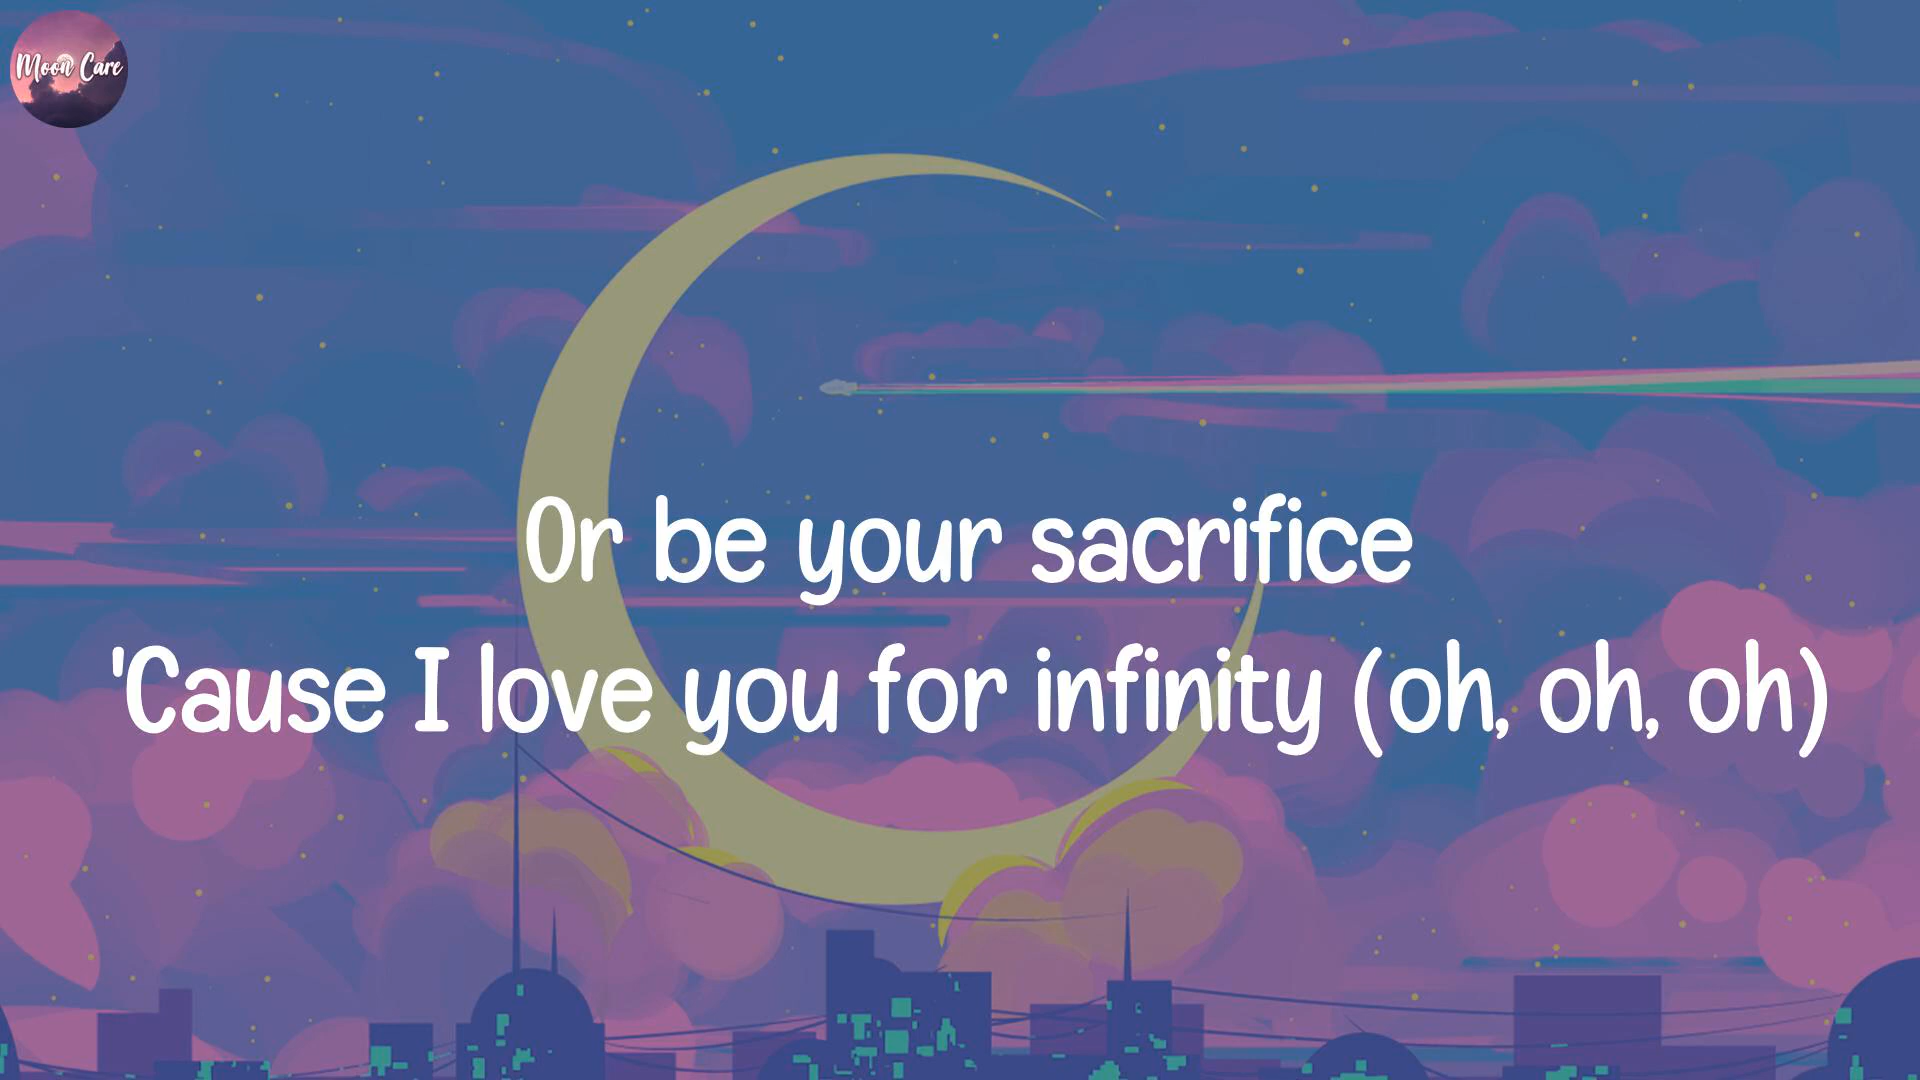 Moon Care
Or be your sacrifice
'Cause I love you for infinity (oh, oh, oh)